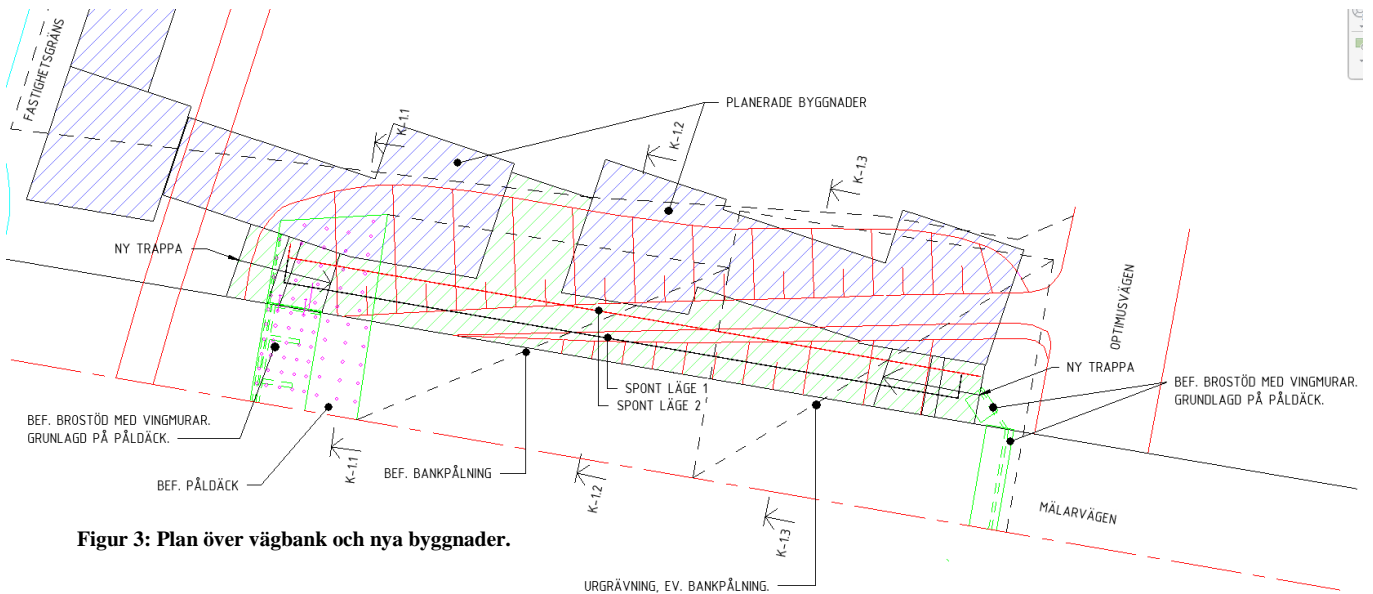 FASTIGHETSGRÄNS
K-1.1
PLANERADE BYGGNADER
K-1.2
K-1.3
NY TRAPPA
OPTIMUSVÄGEN
NY TRAPPA
SPONT LÄGE 1
SPONT LÄGE 2
BEF. BROSTÖD MED VINGMURAR.
GRUNDLAGD PÅ PÅLDÄCK.
BEF. BROSTÖD MED VINGMURAR.
GRUNLAGD PÅ PÅLDÄCK.
K-1.1
BEF. BANKPÅLNING
BEF. PÅLDÄCK
K-1.2
K-1.3
MÄLARVÄGEN
Figur 3: Plan över vägbank och nya byggnader.
URGRÄVNING, EV. BANKPÅLNING.